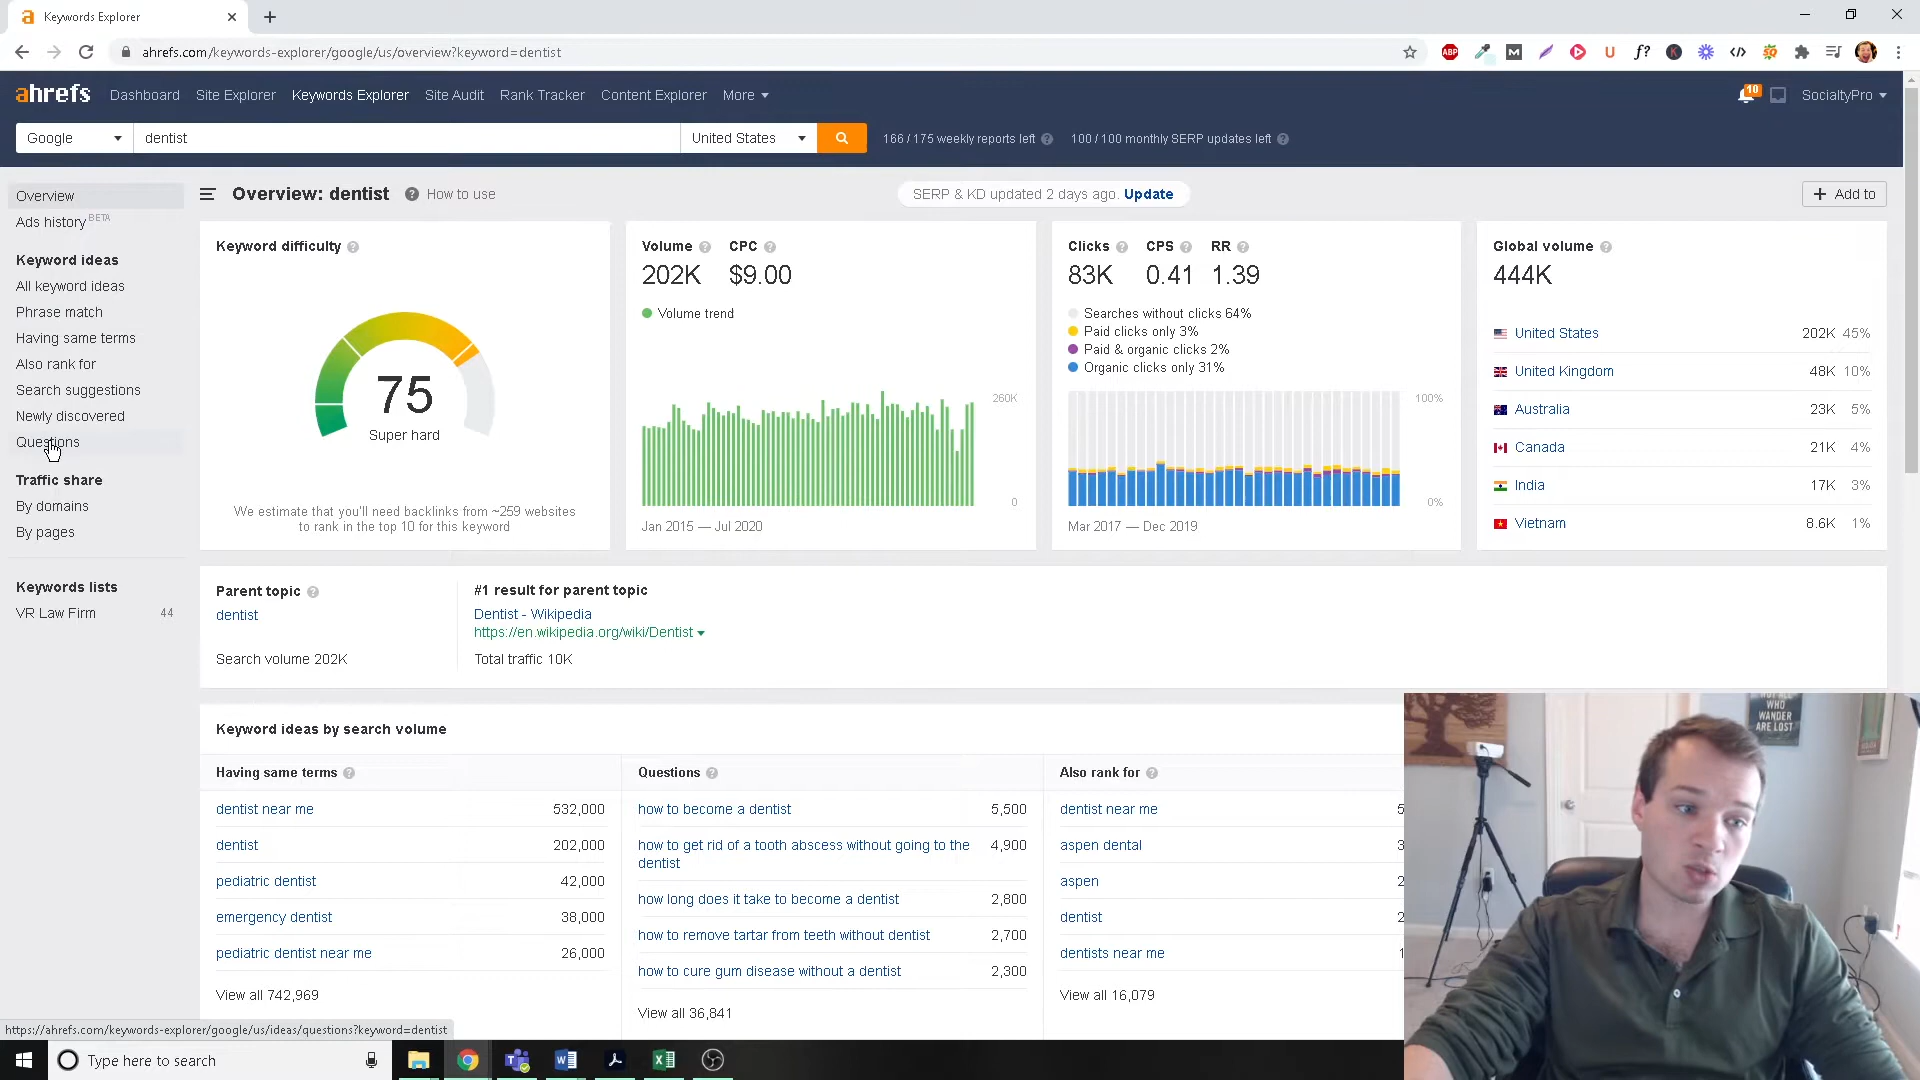 Keywords Explorer
ahrefs.com/keywords-explorer/google/us/overview?keyword=dentist
ahrefs Dashboard Site Explorer Keywords Explorer Site Audit Rank Tracker Content Explorer More
10 SocialtyPro
Google dentist United States 166 / 175 weekly reports left 100 / 100 monthly SERP updates left
Overview
Ads history BETA
Keyword ideas
All keyword ideas
Phrase match
Having same terms
Also rank for
Search suggestions
Newly discovered
Questions
Traffic share
By domains
By pages
Keywords lists
VR Law Firm 44
Overview: dentist How to use
SERP & KD updated 2 days ago. Update
+ Add to
Keyword difficulty
75
Super hard
We estimate that you'll need backlinks from ~259 websites
to rank in the top 10 for this keyword
Volume CPC
202K $9.00
Volume trend
260K
0
Jan 2015 — Jul 2020
Clicks CPS RR
83K 0.41 1.39
Searches without clicks 64%
Paid clicks only 3%
Paid & organic clicks 2%
Organic clicks only 31%
100%
0%
Mar 2017 — Dec 2019
Global volume
444K
United States 202K 45%
United Kingdom 48K 10%
Australia 23K 5%
Canada 21K 4%
India 17K 3%
Vietnam 8.6K 1%
Parent topic
dentist
Search volume 202K
#1 result for parent topic
Dentist - Wikipedia
https://en.wikipedia.org/wiki/Dentist
Total traffic 10K
Keyword ideas by search volume
Having same terms
dentist near me 532,000
dentist 202,000
pediatric dentist 42,000
emergency dentist 38,000
pediatric dentist near me 26,000
View all 742,969
Questions
how to become a dentist 5,500
how to get rid of a tooth abscess without going to the 4,900
dentist
how long does it take to become a dentist 2,800
how to remove tartar from teeth without dentist 2,700
how to cure gum disease without a dentist 2,300
View all 36,841
Also rank for
dentist near me 5
aspen dental 3
aspen 2
dentist 2
dentists near me 1
View all 16,079
WHO
WANDER
ARE LOST
https://ahrefs.com/keywords-explorer/google/us/ideas/questions?keyword=dentist
Type here to search